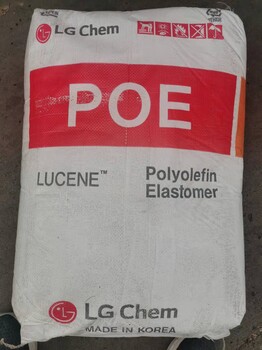 LG Chem
POE
LUCENE™
Polyolefin
Elastomer
LG Chem
MADE IN KOREA